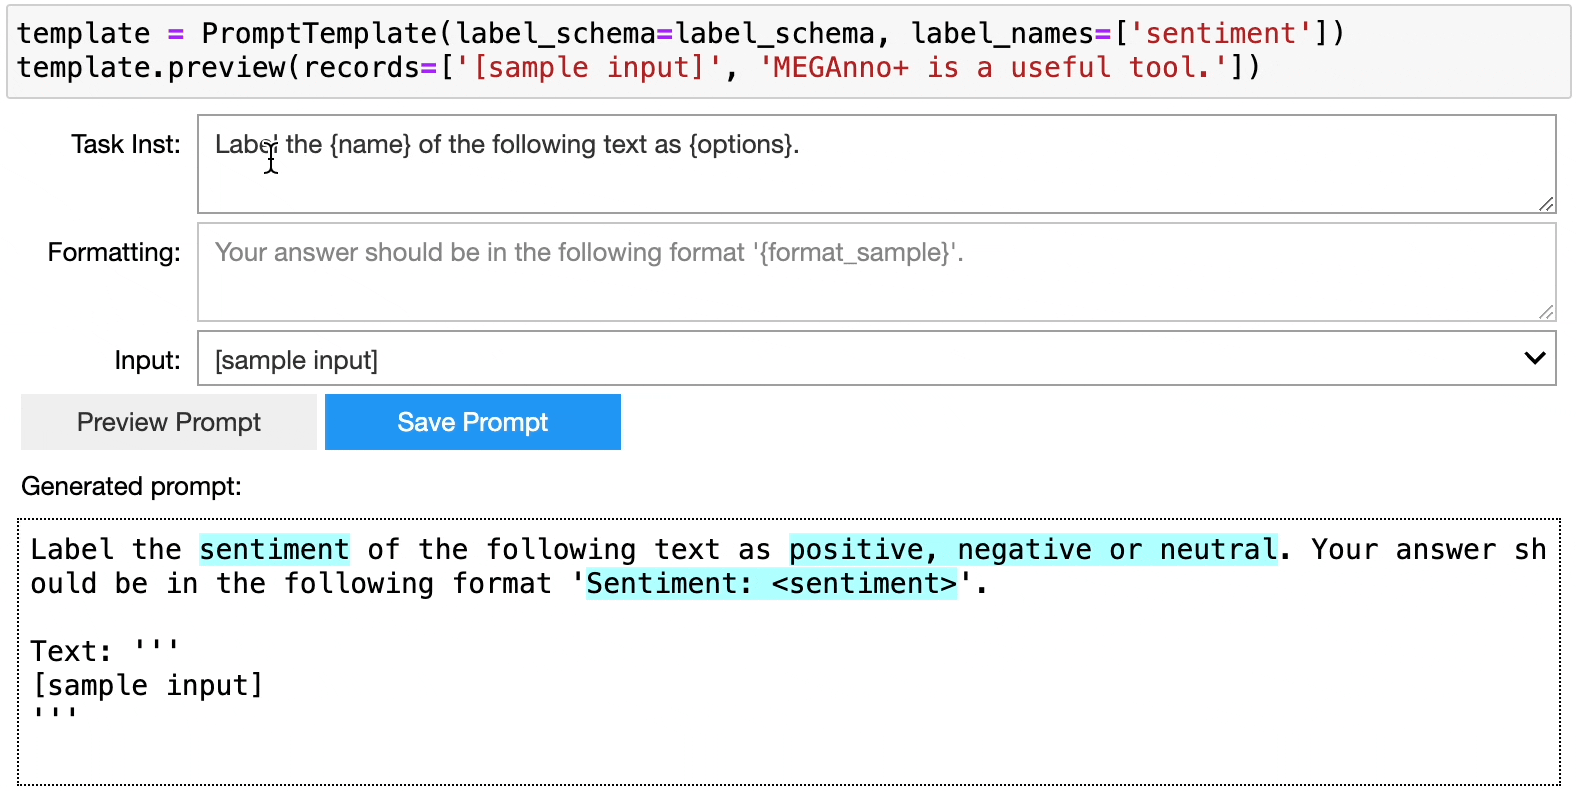 template = PromptTemplate(label_schema=label_schema, label_names=['sentiment'])
template.preview(records=['[sample input]', 'MEGAnno+ is a useful tool.'])
Task Inst: Label the {name} of the following text as {options}.
Formatting: Your answer should be in the following format '{format_sample}'.
Input: [sample input]
Preview Prompt Save Prompt
Generated prompt:
Label the sentiment of the following text as positive, negative or neutral. Your answer sh
ould be in the following format 'Sentiment: <sentiment>'.
Text: '''
[sample input]
'''